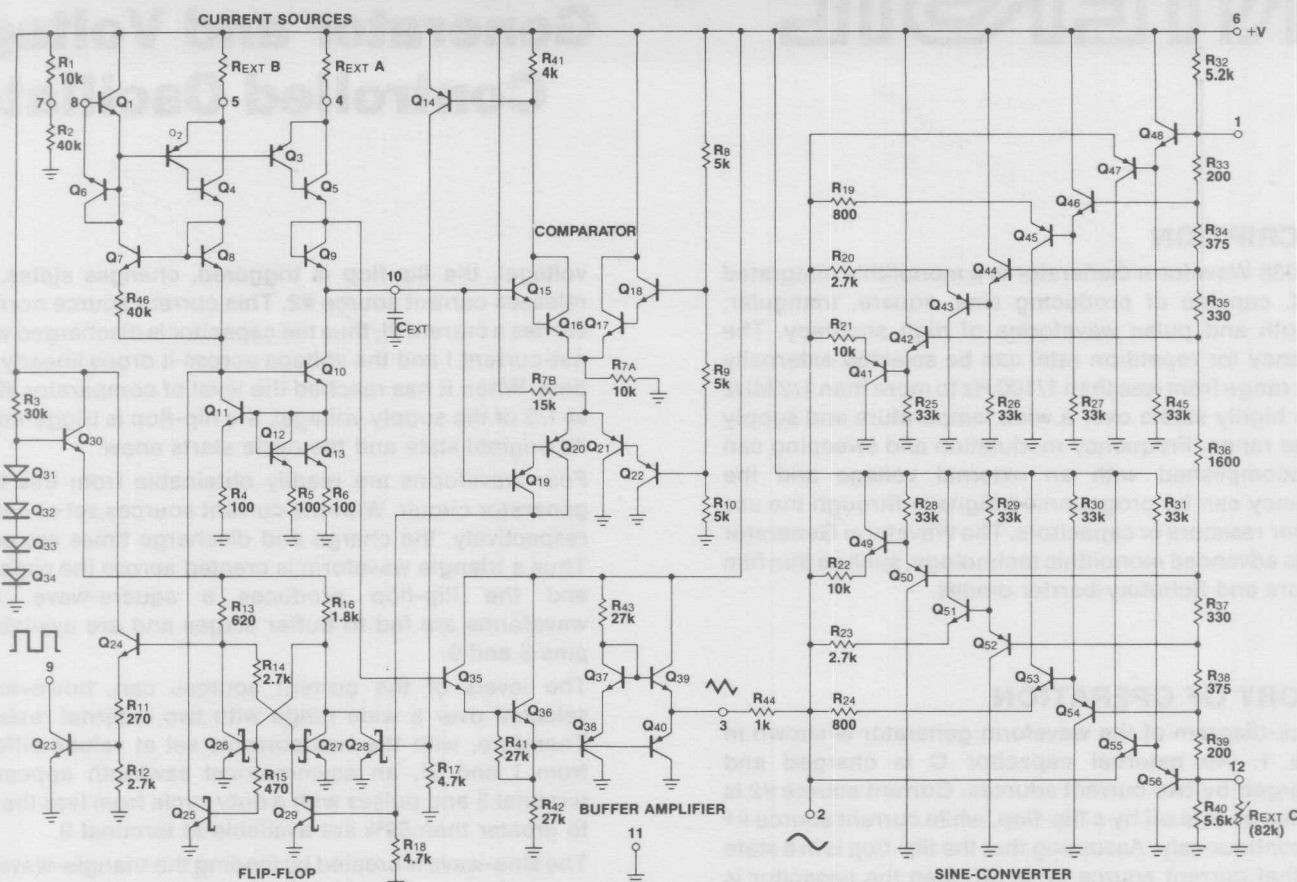 CURRENT SOURCES
6
+V
R1
10k
REXT B
REXT A
R41
4k
R32
5.2k
7
8
Q1
5
4
Q14
R2
40k
Q2
Q3
R8
5k
Q48
1
Q47
R33
200
Q6
Q4
Q5
R19
800
Q46
Q45
R34
375
COMPARATOR
Q7
Q8
Q9
R20
2.7k
Q44
10
Q15
Q18
Q43
R35
330
R46
40k
CEXT
Q16
Q17
R21
10k
Q42
Q41
R3
30k
Q10
R7B
10k
R7A
10k
R9
5k
R25
33k
R26
33k
R27
33k
R45
33k
Q11
Q12
Q13
R36
1600
Q30
Q20
Q21
Q22
Q31
Q19
R4
100
R5
100
R6
100
R10
5k
R28
33k
R29
33k
R30
33k
R31
33k
Q32
Q33
Q49
Q34
R22
10k
Q50
R13
620
R16
1.8k
R43
27k
Q51
R37
330
Q24
R23
2.7k
Q52
9
R14
2.7k
Q35
Q37
Q39
Q53
R38
375
R11
270
Q36
3
R44
1k
R24
800
Q54
Q23
Q26
Q27
Q28
Q38
Q40
R41
27k
Q55
R39
200
R12
2.7k
R15
470
R17
4.7k
Q56
12
BUFFER AMPLIFIER
Q25
Q29
R42
27k
11
2
R40
5.6k
REXT C
(82k)
R18
4.7k
FLIP-FLOP
SINE-CONVERTER